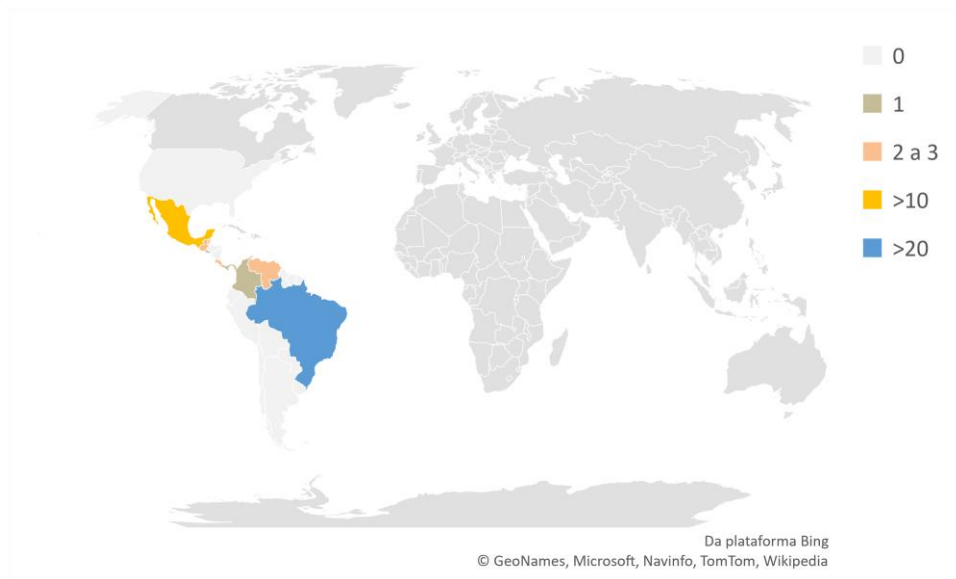 0
1
2 a 3
>10
>20
Da plataforma Bing
© GeoNames, Microsoft, Navinfo, TomTom, Wikipedia